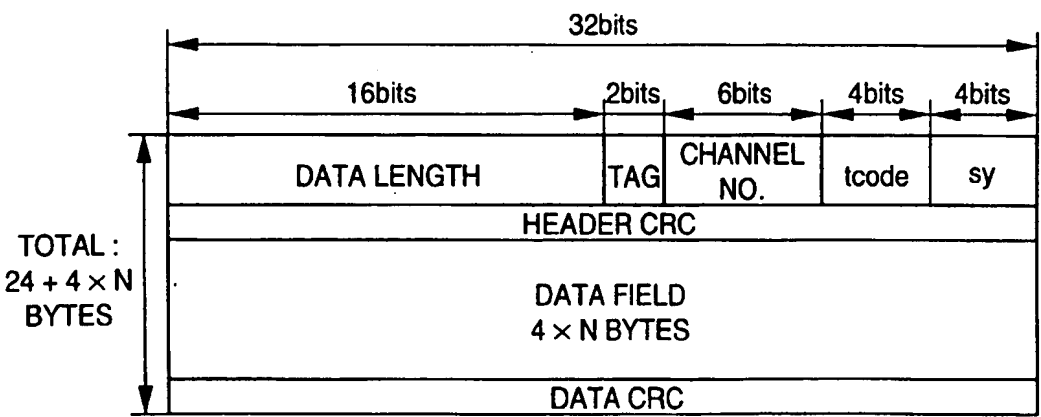 32bits
16bits 2bits 6bits 4bits 4bits
DATA LENGTH TAG CHANNEL NO. tcode sy
HEADER CRC
TOTAL :
24 + 4 × N
BYTES
DATA FIELD
4 × N BYTES
DATA CRC